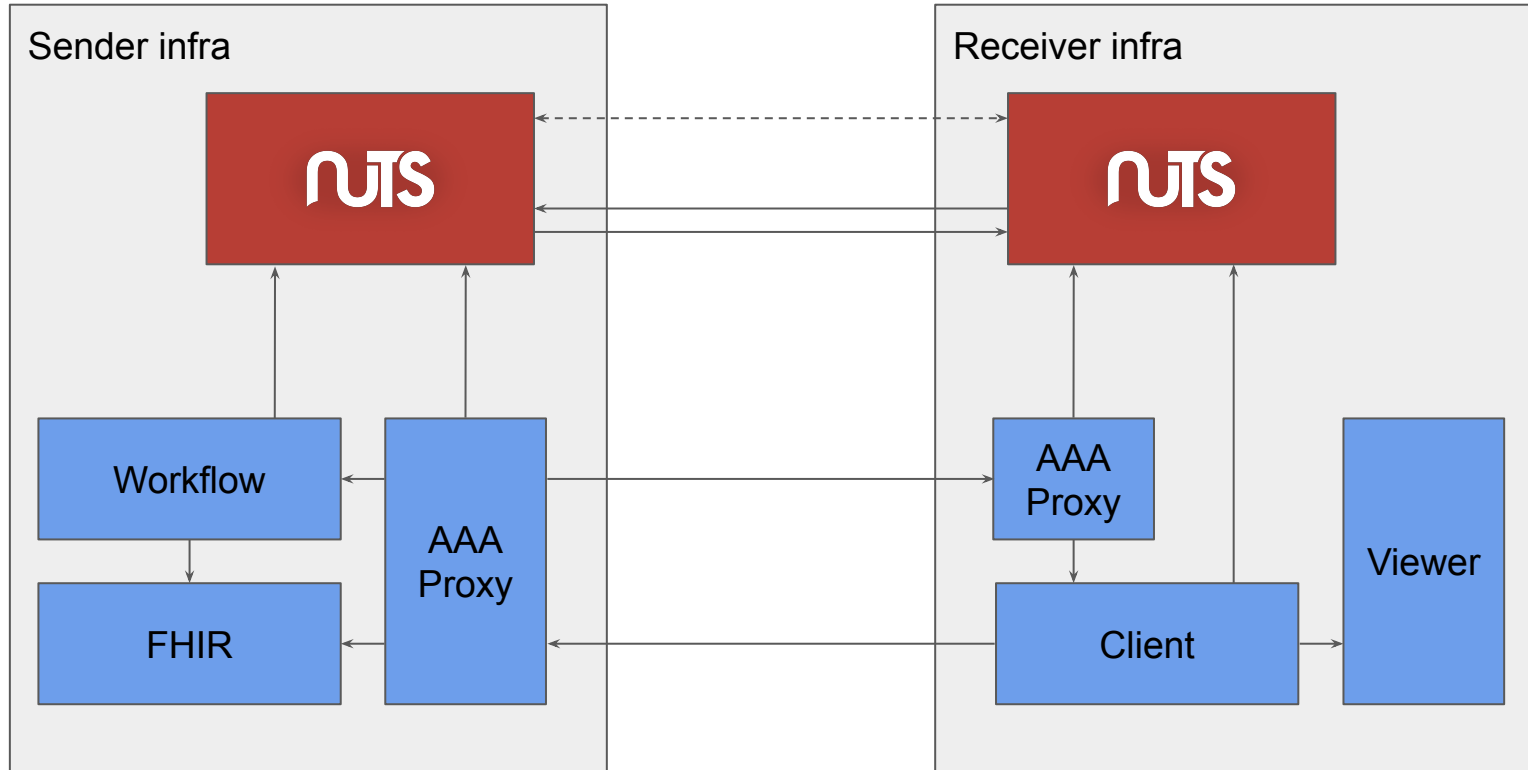 Sender infra
Receiver infra
NUTS
NUTS
Workflow
AAA
Proxy
FHIR
AAA
Proxy
Client
Viewer